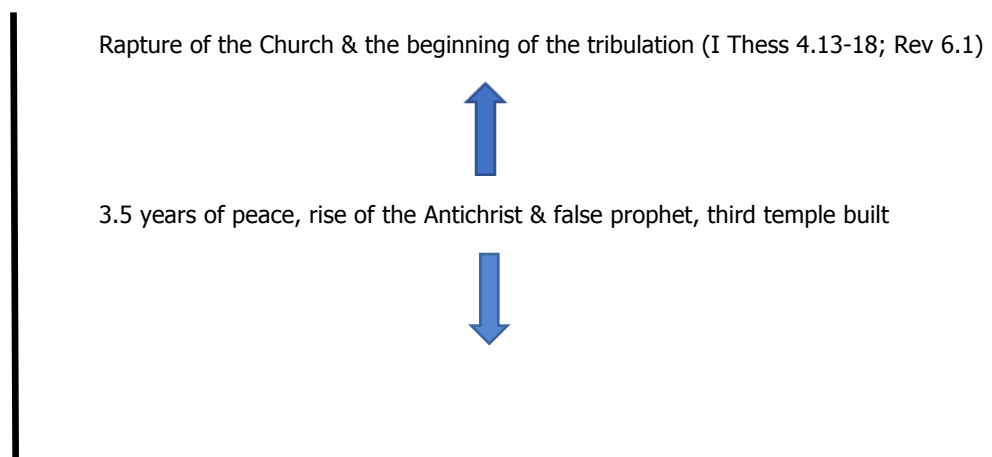 Rapture of the Church & the beginning of the tribulation (I Thess 4.13-18; Rev 6.1)
3.5 years of peace, rise of the Antichrist & false prophet, third temple built